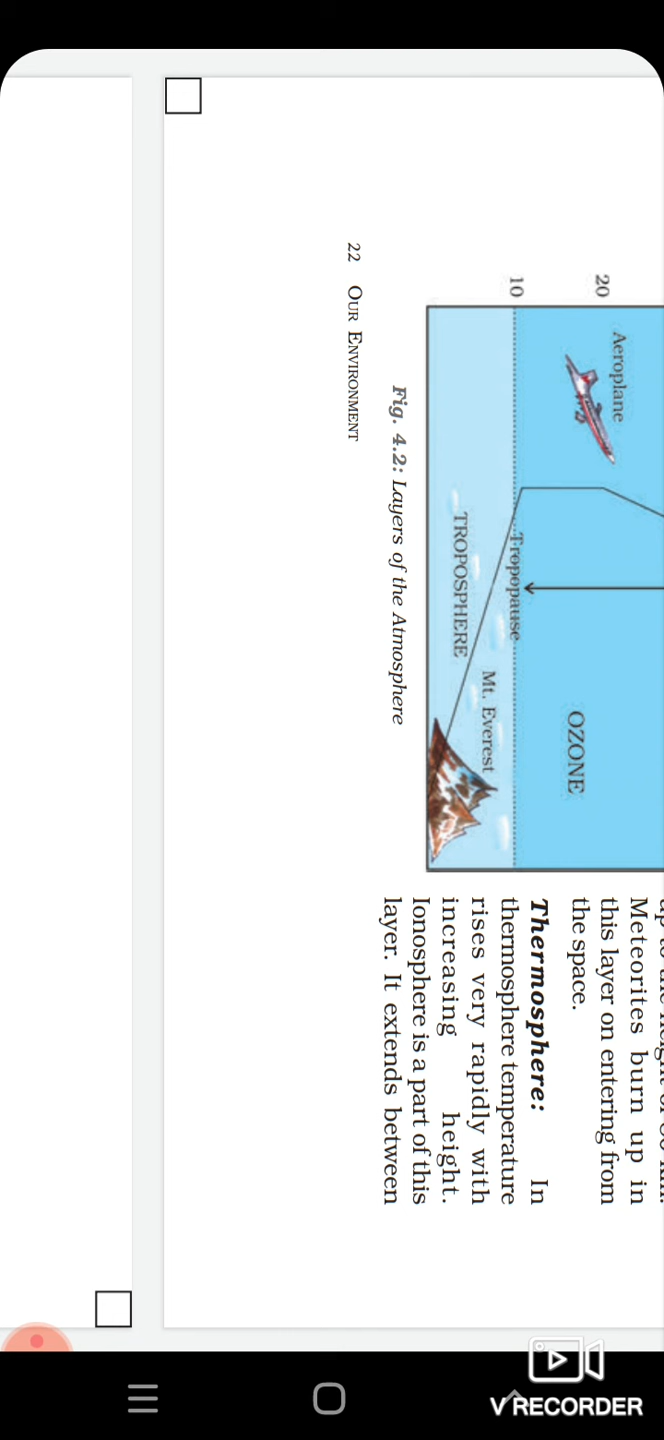 20
Aeroplane
OZONE
10
Tropopause
Mt. Everest
TROPOSPHERE
Fig. 4.2: Layers of the Atmosphere
Meteorites burn up in
this layer on entering from
the space.
Thermosphere: In
thermosphere temperature
rises very rapidly with
increasing height.
Ionosphere is a part of this
layer. It extends between
22 OUR ENVIRONMENT
V RECORDER